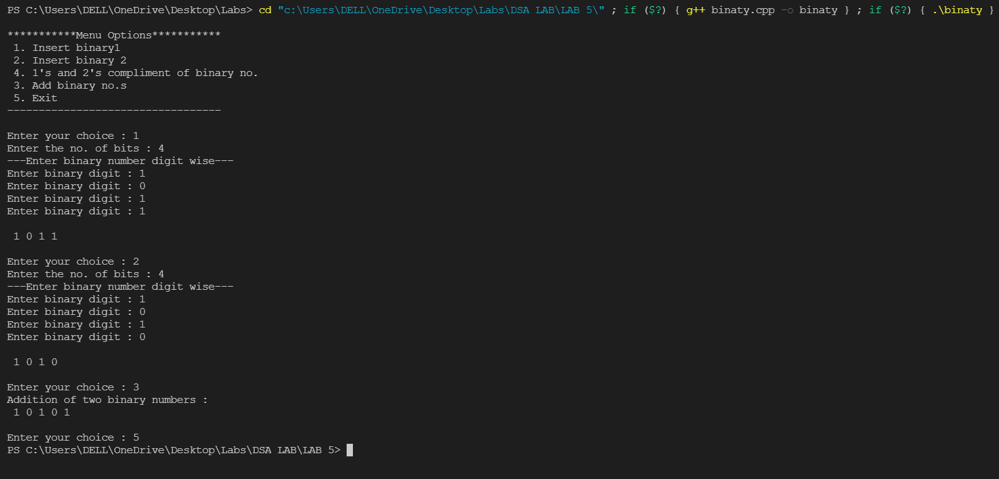 PS C:\Users\DELL\OneDrive\Desktop\Labs> cd "c:\Users\DELL\OneDrive\Desktop\Labs\DSA LAB\LAB 5\" ; if ($?) { g++ binaty.cpp -o binaty } ; if ($?) { .\binaty }
***********Menu Options***********
1. Insert binary1
2. Insert binary 2
4. 1's and 2's compliment of binary no.
3. Add binary no.s
5. Exit
----------------------------------
Enter your choice : 1
Enter the no. of bits : 4
---Enter binary number digit wise---
Enter binary digit : 1
Enter binary digit : 0
Enter binary digit : 1
Enter binary digit : 1
1 0 1 1
Enter your choice : 2
Enter the no. of bits : 4
---Enter binary number digit wise---
Enter binary digit : 1
Enter binary digit : 0
Enter binary digit : 1
Enter binary digit : 0
1 0 1 0
Enter your choice : 3
Addition of two binary numbers :
1 0 1 0 1
Enter your choice : 5
PS C:\Users\DELL\OneDrive\Desktop\Labs\DSA LAB\LAB 5>